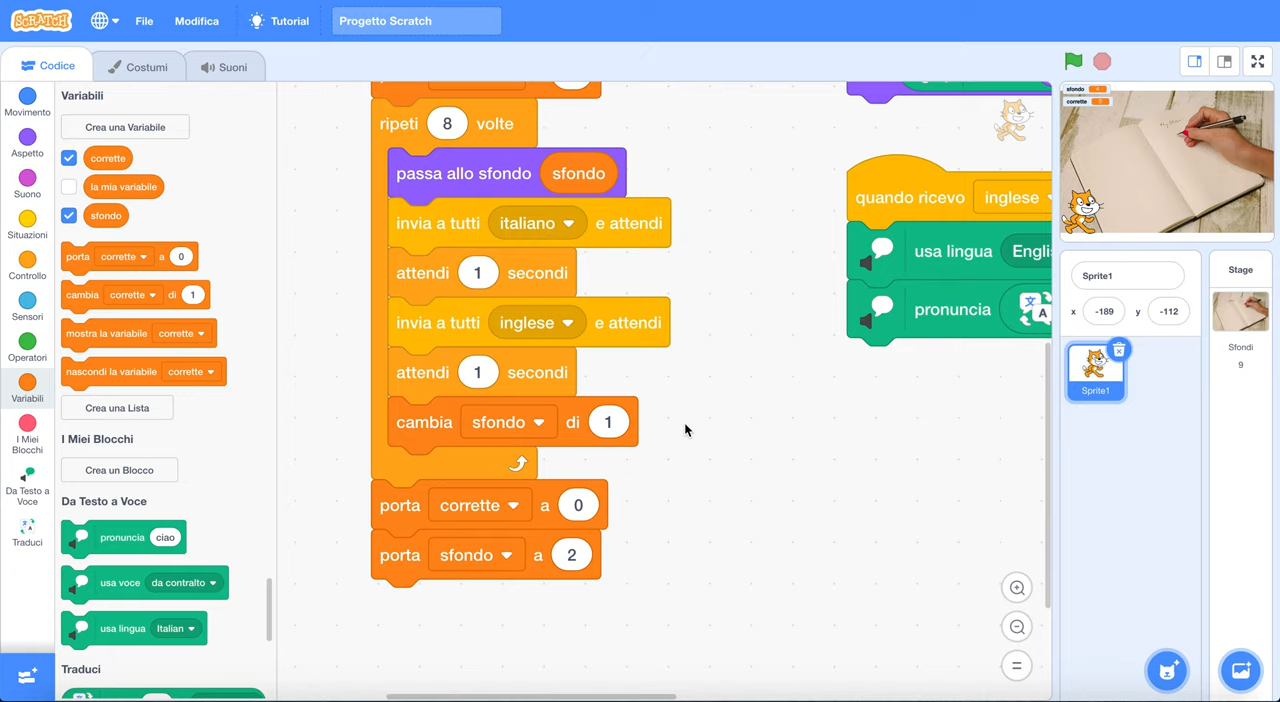 SCRATCH File Modifica Tutorial Progetto Scratch
Codice Costumi Suoni
Movimento
Aspetto
Suono
Situazioni
Controllo
Sensori
Operatori
Variabili
I Miei
Blocchi
Da Testo a
Voce
Traduci
Variabili
Crea una Variabile
corrette
la mia variabile
sfondo
porta corrette a 0
cambia corrette di 1
mostra la variabile corrette
nascondi la variabile corrette
Crea una Lista
I Miei Blocchi
Crea un Blocco
Da Testo a Voce
pronuncia ciao
usa voce da contralto
usa lingua Italian
Traduci
ripeti 8 volte
passa allo sfondo sfondo
invia a tutti italiano e attendi
attendi 1 secondi
invia a tutti inglese e attendi
attendi 1 secondi
cambia sfondo di 1
porta corrette a 0
porta sfondo a 2
quando ricevo inglese
usa lingua Engli
pronuncia
sfondo 4
corrette
Sprite1
x -189 y -112
Sprite1
Stage
Sfondi
9